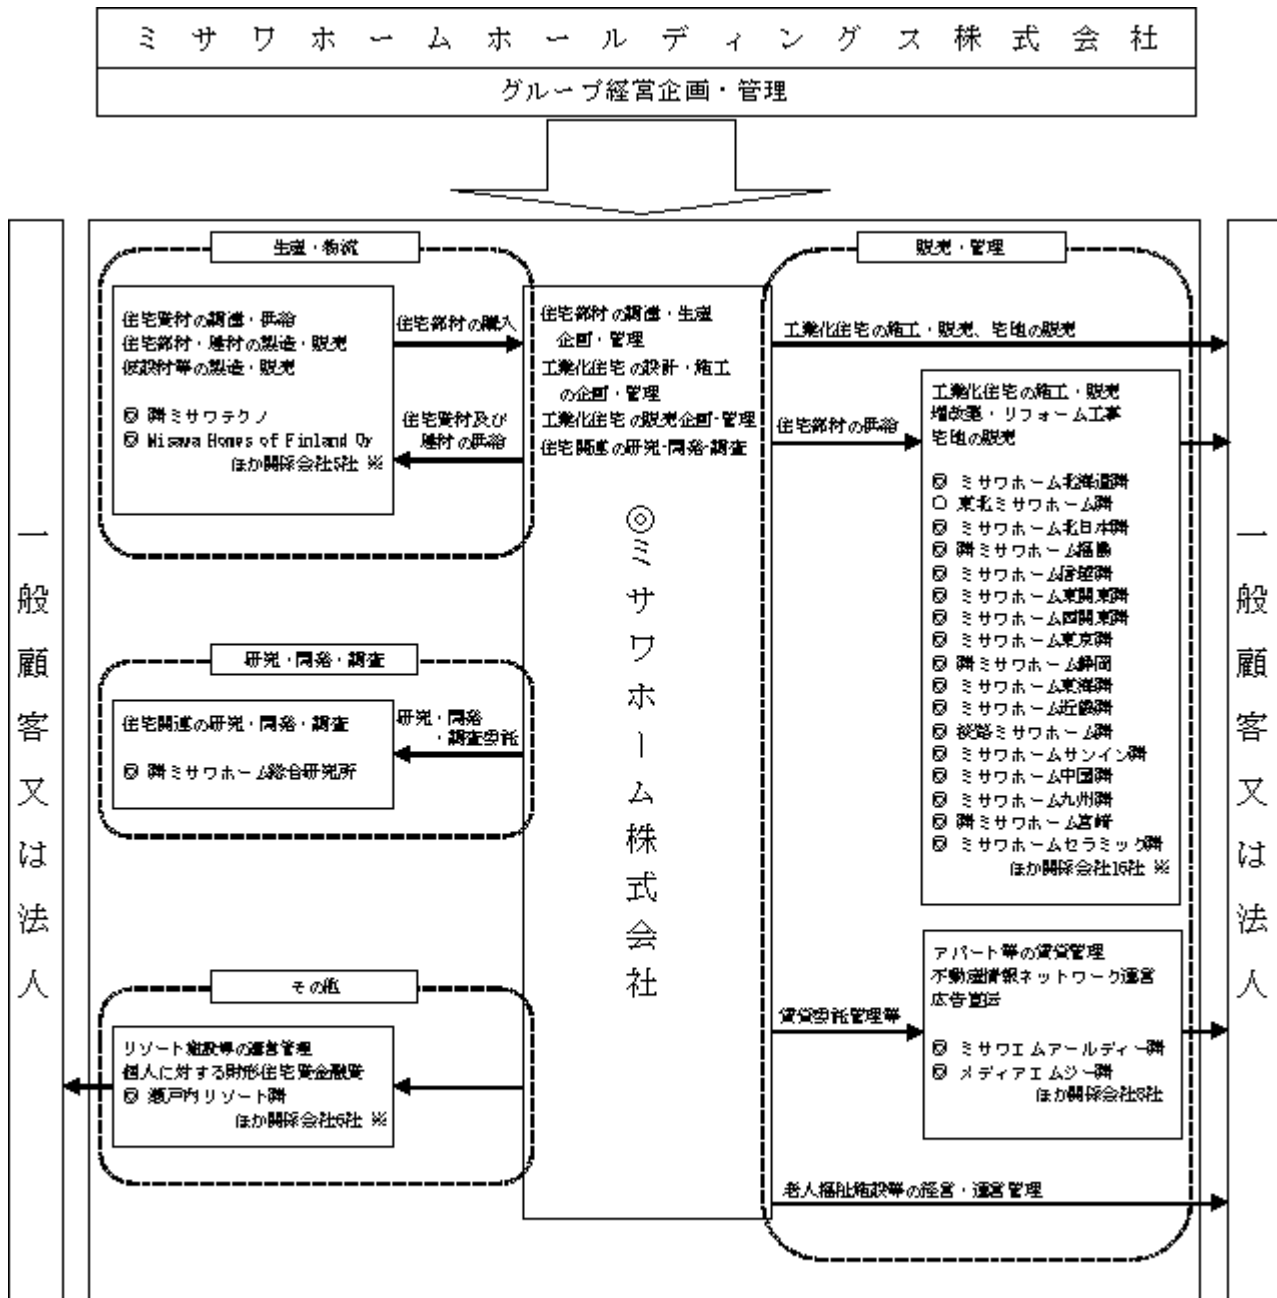 ミサワホームホールディングス株式会社
グループ経営企画・管理
一般顧客又は法人
生産・物流
住宅資材の調達・供給
住宅部材・建材の製造・販売
仮設材等の製造・販売
◎ ㈱ミサワテクノ
◎ Misawa Homes of Finland Oy
ほか関係会社5社 ※
住宅部材の購入
住宅資材及び
建材の供給
研究・開発・調査
住宅関連の研究・開発・調査
◎ ㈱ミサワホーム総合研究所
研究・開発
・調査委託
その他
リゾート施設等の運営管理
個人に対する財形住宅資金融資
◎ 瀬戸内リゾート㈱
ほか関係会社6社 ※
住宅部材の調達・生産
企画・管理
工業化住宅の設計・施工
の企画・管理
工業化住宅の販売企画・管理
住宅関連の研究・開発・調査
◎ミサワホーム株式会社
販売・管理
工業化住宅の施工・販売、宅地の販売
住宅部材の供給
工業化住宅の施工・販売
増改築・リフォーム工事
宅地の販売
◎ ミサワホーム北海道㈱
○ 東北ミサワホーム㈱
◎ ミサワホーム北日本㈱
◎ ㈱ミサワホーム福島
◎ ミサワホーム信越㈱
◎ ミサワホーム東関東㈱
◎ ミサワホーム西関東㈱
◎ ミサワホーム東京㈱
◎ ㈱ミサワホーム静岡
◎ ミサワホーム東海㈱
◎ ミサワホーム近畿㈱
◎ 淡路ミサワホーム㈱
◎ ミサワホームサンイン㈱
◎ ミサワホーム中国㈱
◎ ミサワホーム九州㈱
◎ ㈱ミサワホーム宮崎
◎ ミサワホームセラミック㈱
ほか関係会社16社 ※
賃貸委託管理等
アパート等の賃貸管理
不動産情報ネットワーク運営
広告宣伝
◎ ミサワエムアールディー㈱
◎ メディアエムジー㈱
ほか関係会社8社
老人福祉施設等の経営・運営管理
一般顧客又は法人